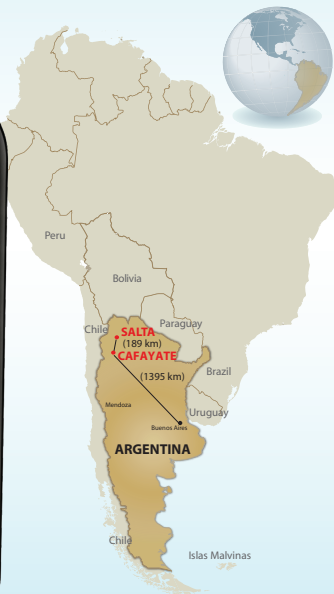 Peru
Bolivia
Chile
SALTA
Paraguay
(189 km)
CAFAYATE
Brazil
(1395 km)
Mendoza
Uruguay
Buenos Aires
ARGENTINA
Chile
Islas Malvinas